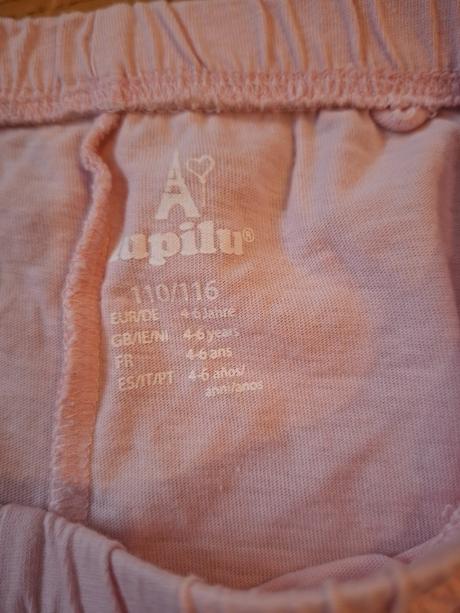 lupilu®
110/116
EUR/DE 4-6 Jahre
GB/IE/NI 4-6 years
FR 4-6 ans
ES/IT/PT 4-6 años/
anni/anos